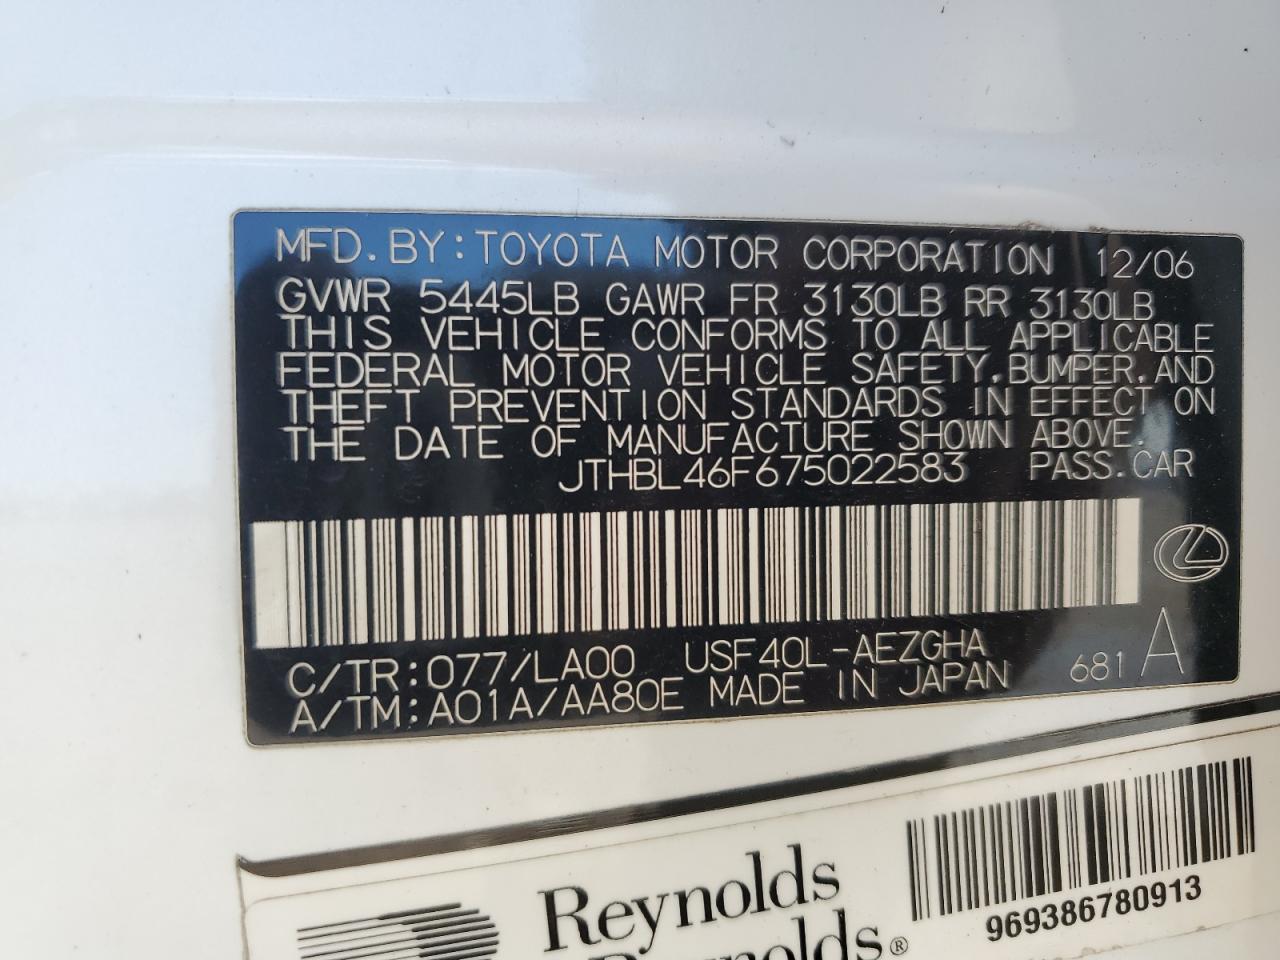 MFD.BY:TOYOTA MOTOR CORPORATION 12/06
GVWR 5445LB GAWR FR 3130LB RR 3130LB
THIS VEHICLE CONFORMS TO ALL APPLICABLE
FEDERAL MOTOR VEHICLE SAFETY,BUMPER,AND
THEFT PREVENTION STANDARDS IN EFFECT ON
THE DATE OF MANUFACTURE SHOWN ABOVE.
JTHBL46F675022583 PASS.CAR
C/TR:077/LA00 USF40L-AEZGHA
A/TM:A01A/AA80E MADE IN JAPAN 681 A
Reynolds
Reynolds®
969386780913